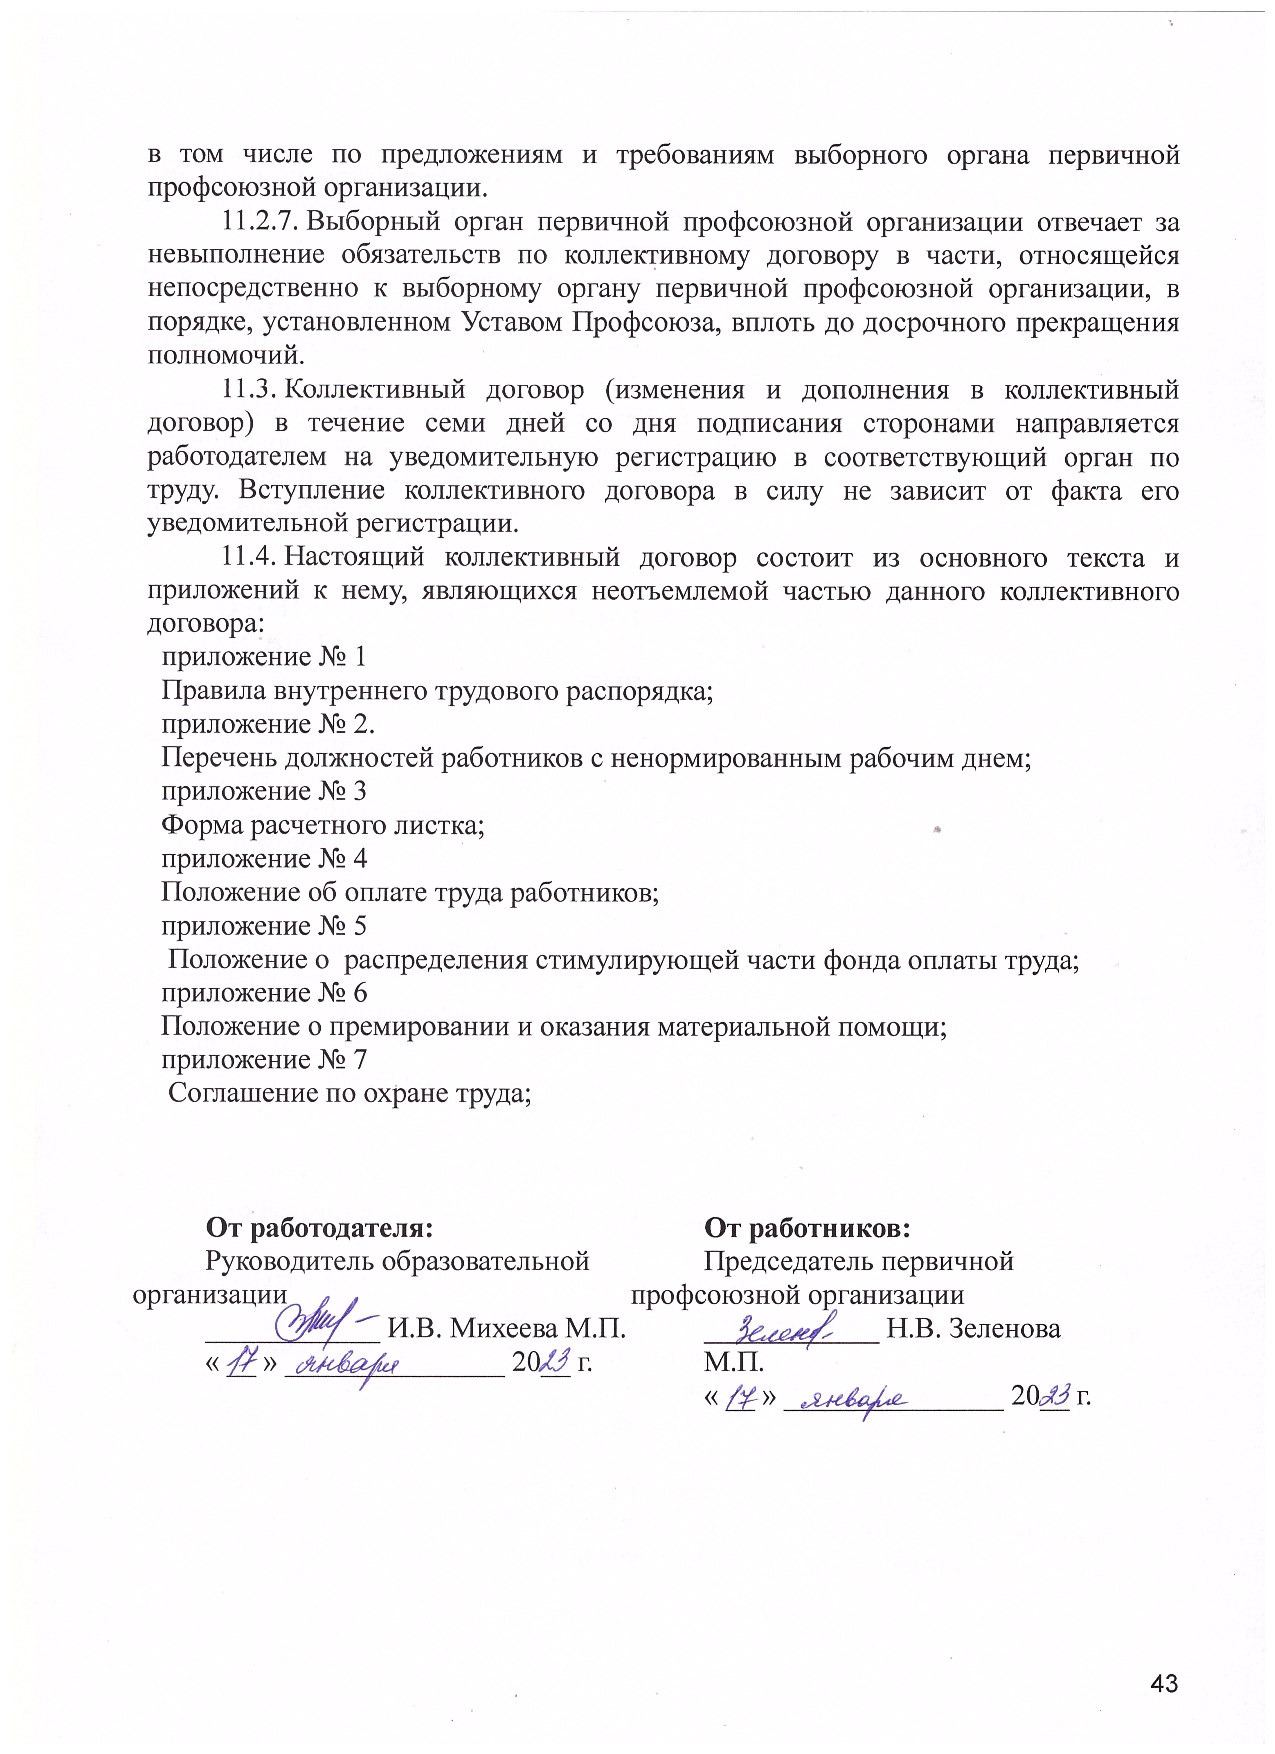 в том числе по предложениям и требованиям выборного органа первичной
профсоюзной организации.
11.2.7. Выборный орган первичной профсоюзной организации отвечает за
невыполнение обязательств по коллективному договору в части, относящейся
непосредственно к выборному органу первичной профсоюзной организации, в
порядке, установленном Уставом Профсоюза, вплоть до досрочного прекращения
полномочий.
11.3. Коллективный договор (изменения и дополнения в коллективный
договор) в течение семи дней со дня подписания сторонами направляется
работодателем на уведомительную регистрацию в соответствующий орган по
труду. Вступление коллективного договора в силу не зависит от факта его
уведомительной регистрации.
11.4. Настоящий коллективный договор состоит из основного текста и
приложений к нему, являющихся неотъемлемой частью данного коллективного
договора:
приложение № 1
Правила внутреннего трудового распорядка;
приложение № 2.
Перечень должностей работников с ненормированным рабочим днем;
приложение № 3
Форма расчетного листка;
приложение № 4
Положение об оплате труда работников;
приложение № 5
Положение о распределения стимулирующей части фонда оплаты труда;
приложение № 6
Положение о премировании и оказания материальной помощи;
приложение № 7
Соглашение по охране труда;
От работодателя:
Руководитель образовательной
организации
И.В. Михеева М.П.
« 17 » января 2023 г.
От работников:
Председатель первичной
профсоюзной организации
Н.В. Зеленова
М.П.
« 17 » января 2023 г.
43